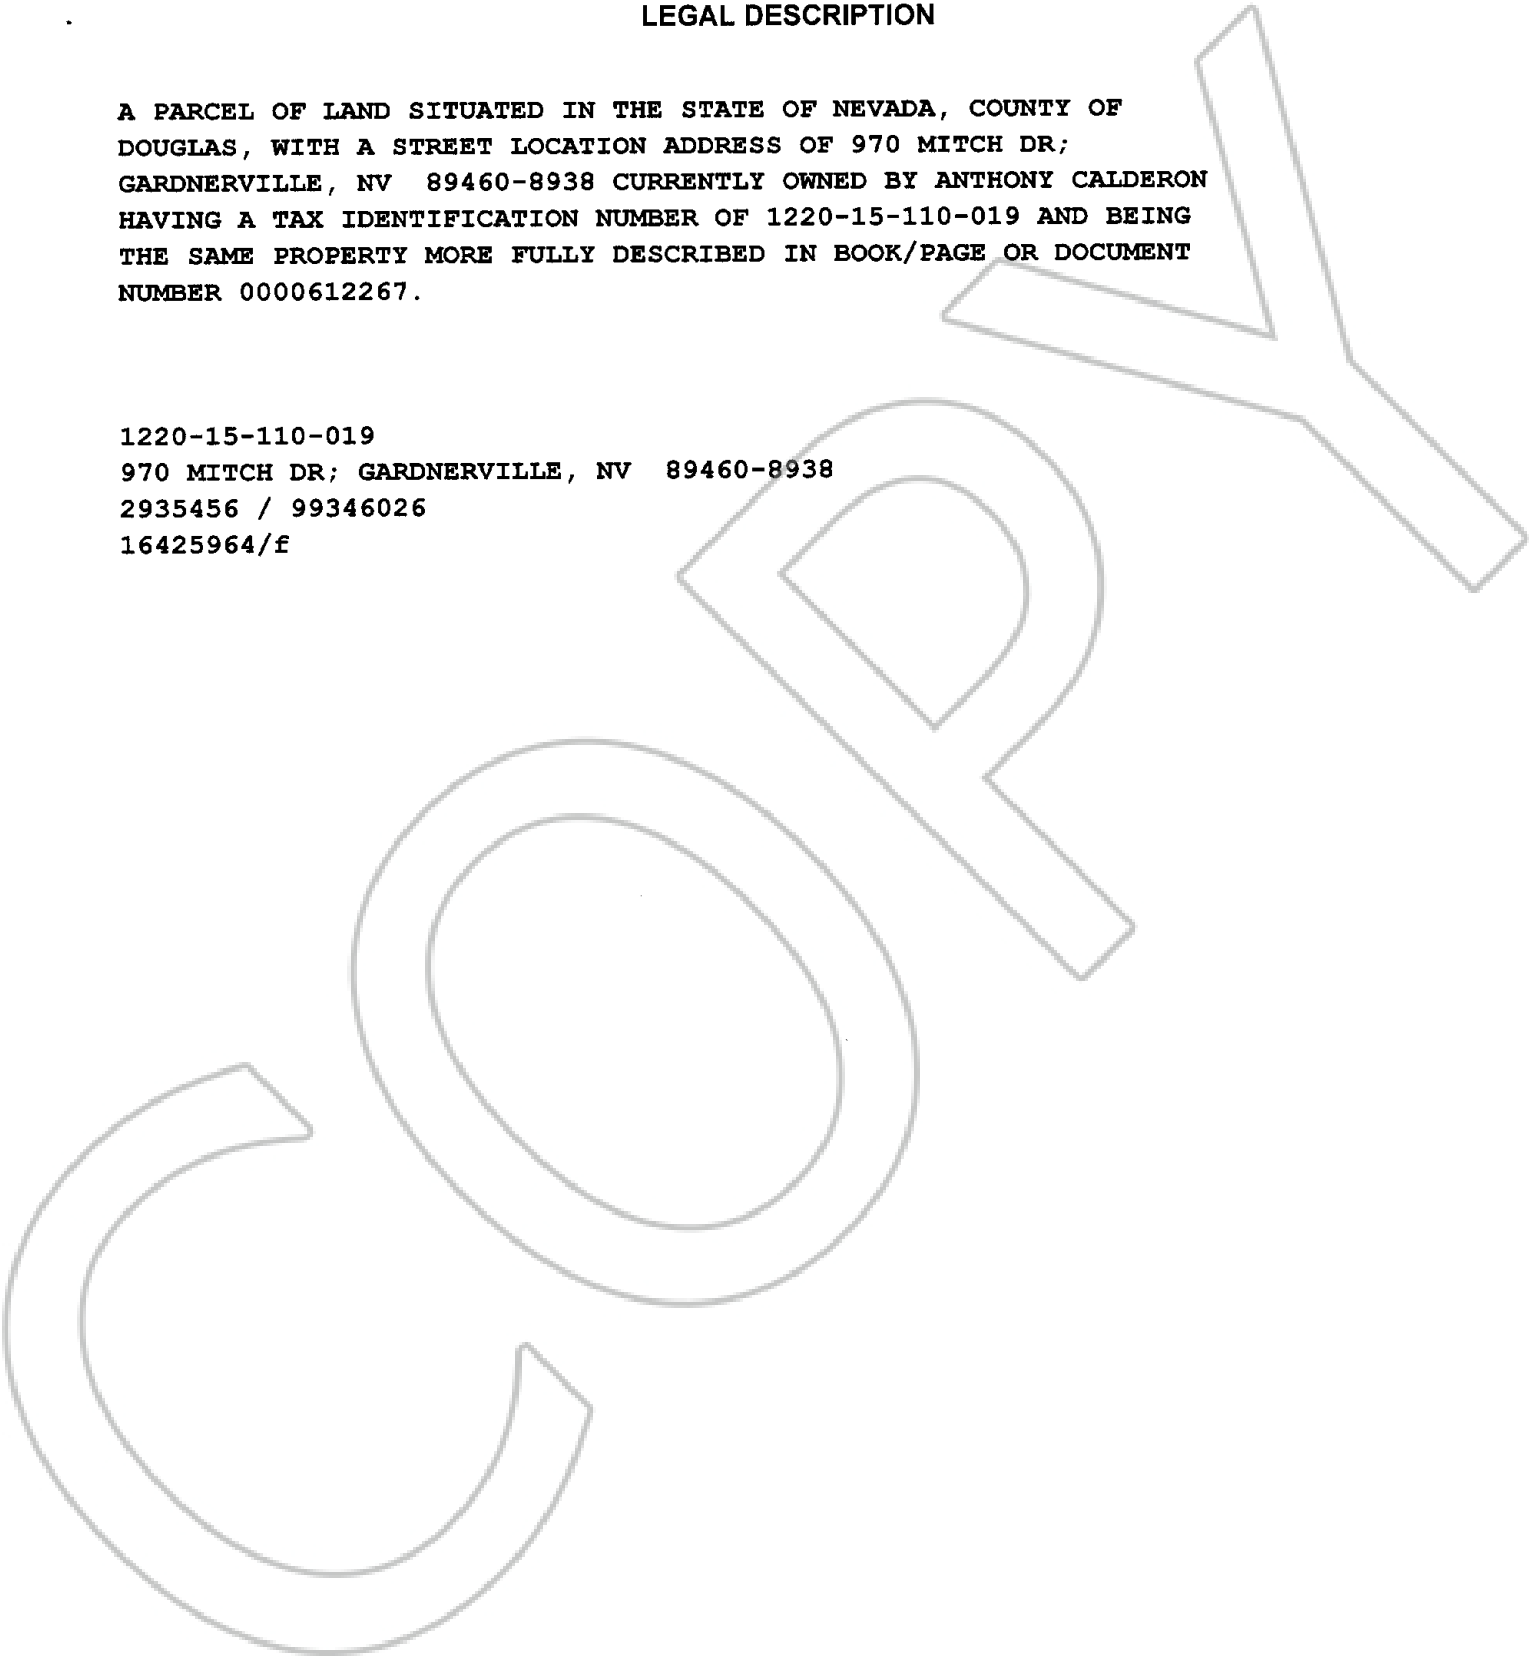 LEGAL DESCRIPTION
A PARCEL OF LAND SITUATED IN THE STATE OF NEVADA, COUNTY OF
DOUGLAS, WITH A STREET LOCATION ADDRESS OF 970 MITCH DR;
GARDNERVILLE, NV  89460-8938 CURRENTLY OWNED BY ANTHONY CALDERON
HAVING A TAX IDENTIFICATION NUMBER OF 1220-15-110-019 AND BEING
THE SAME PROPERTY MORE FULLY DESCRIBED IN BOOK/PAGE OR DOCUMENT
NUMBER 0000612267.
1220-15-110-019
970 MITCH DR; GARDNERVILLE, NV  89460-8938
2935456 / 99346026
16425964/f
COPY